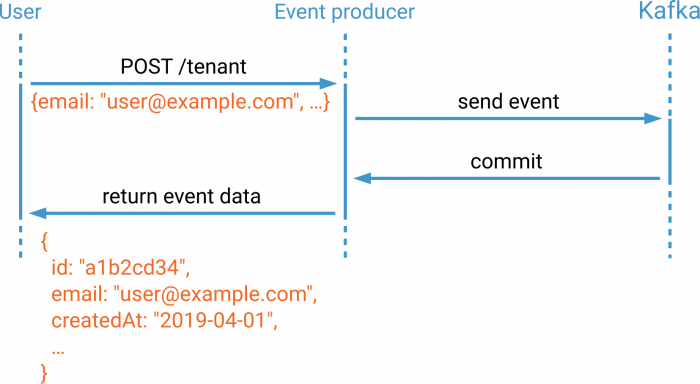 User
Event producer
Kafka
POST /tenant
{email: "user@example.com", ...}
send event
commit
return event data
{
id: "a1b2cd34",
email: "user@example.com",
createdAt: "2019-04-01",
...
}